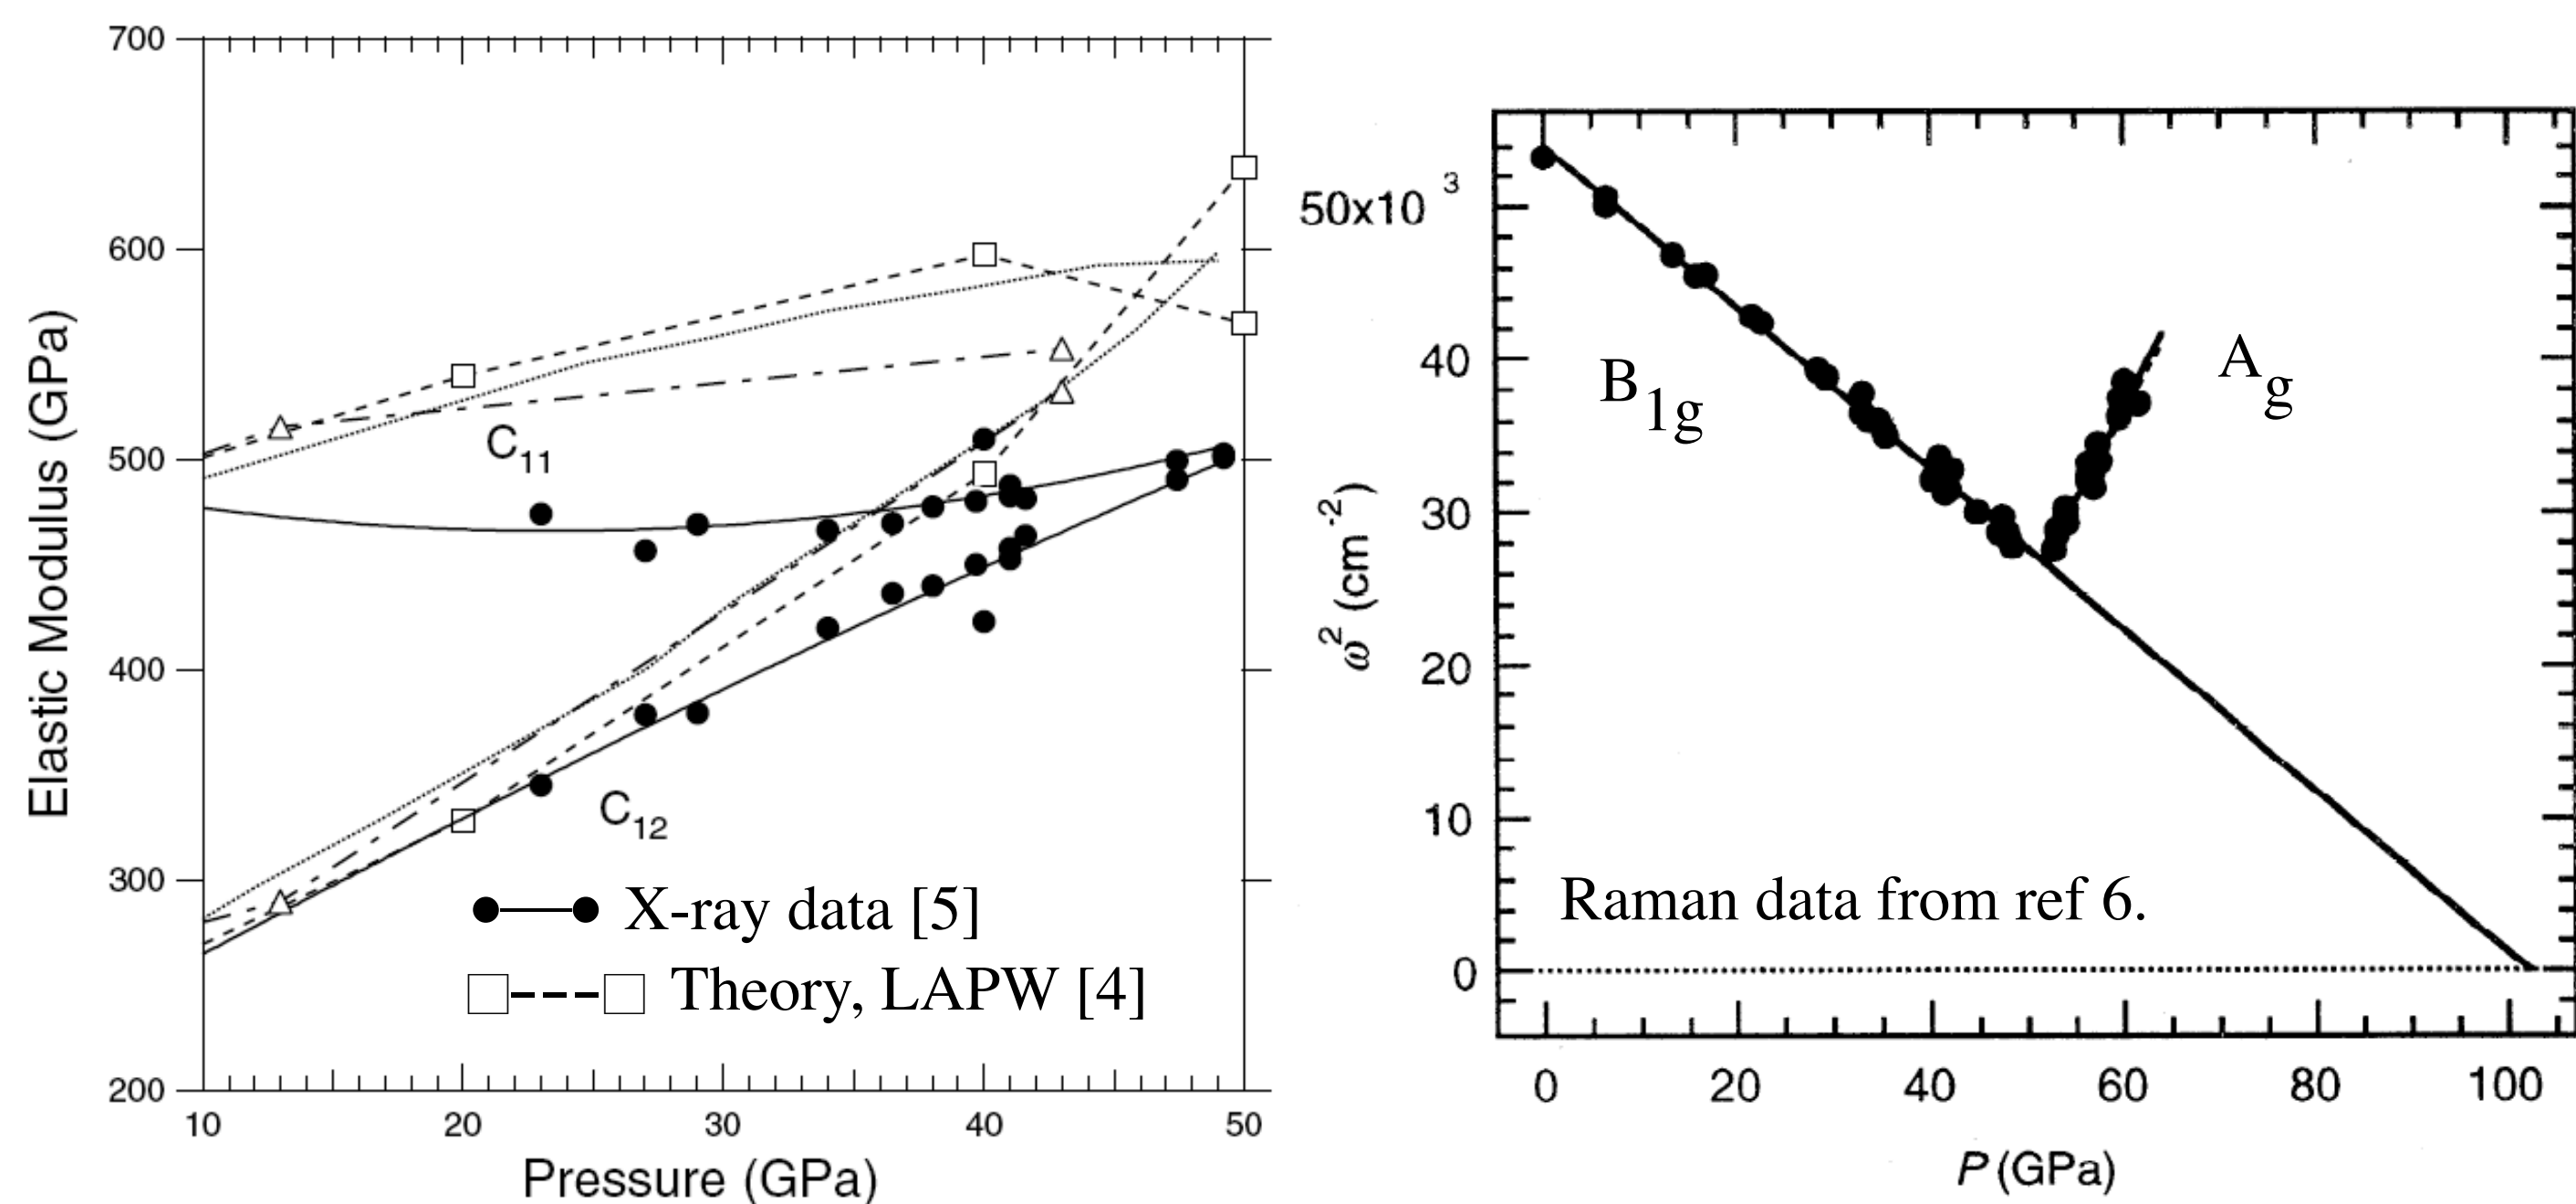 700
600
500
400
300
200
10
20
30
40
50
Elastic Modulus (GPa)
Pressure (GPa)
C11
C12
X-ray data [5]
Theory, LAPW [4]
50x10 3
40
30
20
10
0
ω2 (cm-2)
B1g
Ag
Raman data from ref 6.
0
20
40
60
80
100
P (GPa)